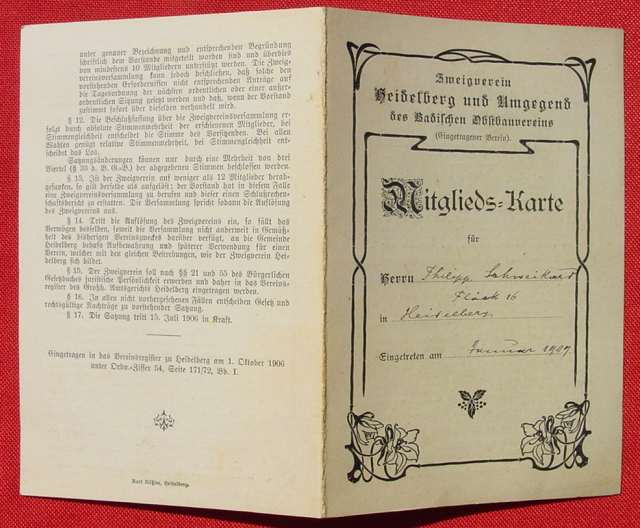 unter genauer Bezeichnung und entsprechenden Begründung
schriftlich dem Vorstande mitgeteilt worden sind und überdies
von mindestens 10 Mitgliedern unterstützt werden. Die Zweig-
vereinsversammlung kann jedoch beschließen, daß solche den
vorstehenden Erfordernissen nicht entsprechenden Anträge auf
die Tagesordnung der nächsten ordentlichen oder einer außer-
ordentlichen Sitzung gesetzt werden und daß, wenn der Vorstand
zustimmt sofort über dieselben verhandelt wird.
§ 12. Die Beschlußfassung über die Zweigvereinsversammlung er-
folgt durch absolute Stimmenmehrheit der erschienenen Mitglieder, bei
Stimmengleichheit entscheidet die Stimme des Vorsitzenden. Bei allen
Wahlen genügt relative Stimmenmehrheit, bei Stimmengleichheit ent-
scheidet das Los.
Satzungsänderungen können nur durch eine Mehrheit von drei
Viertel (§ 33 d. B. G.-B.) der abgegebenen Stimmen beschlossen werden.
§ 13. Ist der Zweigverein auf weniger als 12 Mitglieder herab-
gesunken, so gilt derselbe als aufgelöst; der Vorstand hat in diesem Fall
eine Zweigvereinsversammlung zu berufen und dieser einen Schlußrechen-
schaftsbericht zu erstatten. Die Versammlung spricht sodann die Auflösung
des Zweigvereins aus.
§ 14. Tritt die Auflösung des Zweigvereins ein, so fällt das
Vermögen desselben, soweit die Versammlung nicht anderweit in Gemäß-
heit des bisherigen Vereinszweckes darüber verfügt, an die Gemeinde
Heidelberg behufs Aufbewahrung und späterer Verwendung für einen
Verein, welcher mit den gleichen Bestrebungen, wie der Zweigverein Hei-
delberg sich bildet.
§ 15. Der Zweigverein soll nach §§ 21 und 55 des Bürgerlichen
Gesetzbuches juristische Persönlichkeit erwerben und daher in das Vereins-
register des Großh. Amtsgerichts Heidelberg eingetragen werden.
§ 16. In allen nicht vorhergesehenen Fällen entscheiden Gesetz und
rechtsgültige Nachträge zu vorstehender Satzung.
§ 17. Die Satzung tritt 15. Juli 1906 in Kraft.
Eingetragen in das Vereinsregister zu Heidelberg am 1. Oktober 1906
unter Ordn.-Ziffer 54, Seite 171/72, Bd. I.
Karl Rößler, Heidelberg.
Zweigverein
Heidelberg und Umgegend
des Badischen Obstbauvereins
(Eingetragener Verein).
Mitglieds-Karte
für
Herrn Philipp Schweikard
Plöck 16
in Heidelberg
Eingetreten am Januar 1909.